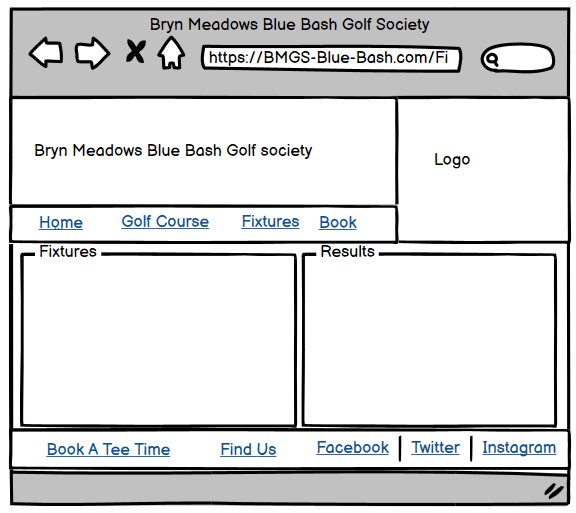 Bryn Meadows Blue Bash Golf Society
https://BMGS-Blue-Bash.com/Fi
Bryn Meadows Blue Bash Golf society
Logo
Home Golf Course Fixtures Book
Fixtures Results
Book A Tee Time Find Us Facebook Twitter Instagram